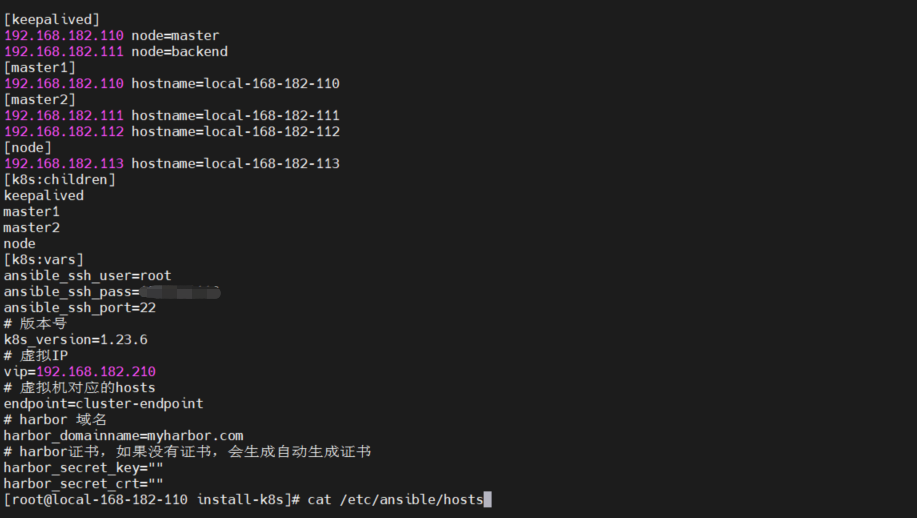 [keepalived]
192.168.182.110 node=master
192.168.182.111 node=backend
[master1]
192.168.182.110 hostname=local-168-182-110
[master2]
192.168.182.111 hostname=local-168-182-111
192.168.182.112 hostname=local-168-182-112
[node]
192.168.182.113 hostname=local-168-182-113
[k8s:children]
keepalived
master1
master2
node
[k8s:vars]
ansible_ssh_user=root
ansible_ssh_pass=
ansible_ssh_port=22
# 版本号
k8s_version=1.23.6
# 虚拟IP
vip=192.168.182.210
# 虚拟机对应的hosts
endpoint=cluster-endpoint
# harbor 域名
harbor_domainname=myharbor.com
# harbor证书，如果没有证书，会生成自动生成证书
harbor_secret_key=""
harbor_secret_crt=""
[root@local-168-182-110 install-k8s]# cat /etc/ansible/hosts